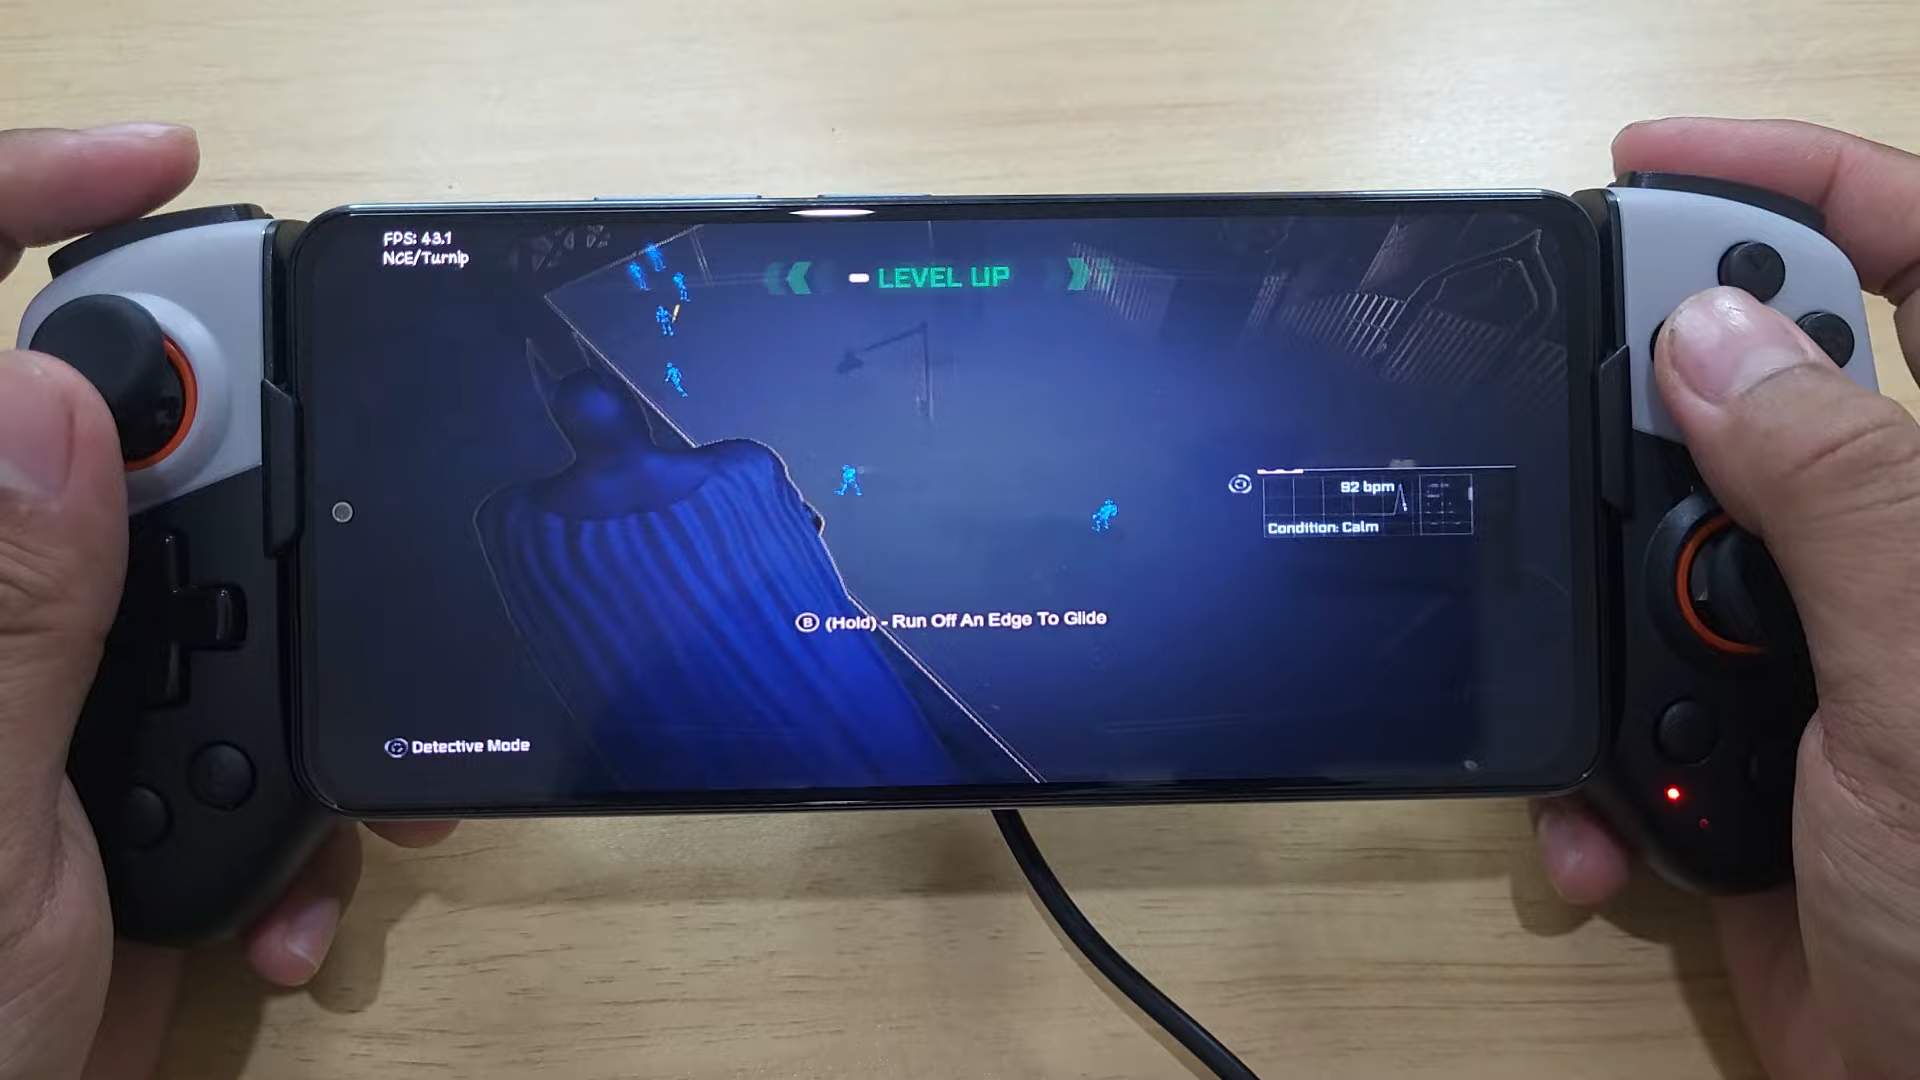 FPS: 43.1
NCE/Turnip
LEVEL UP
92 bpm
Condition: Calm
B (Hold) - Run Off An Edge To Glide
Detective Mode